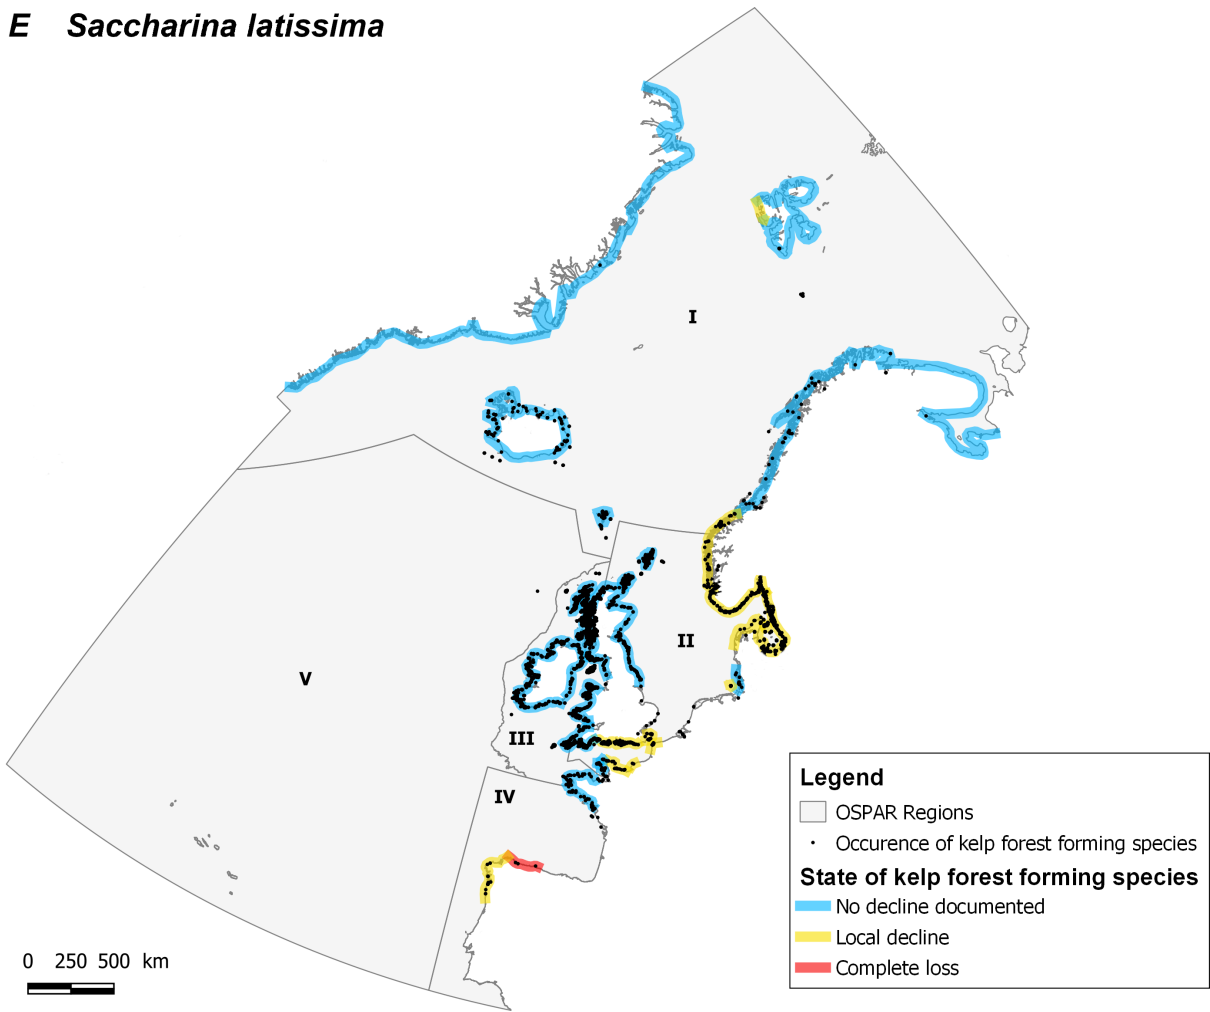 E Saccharina latissima
I
II
V
III
IV
Legend
OSPAR Regions
Occurence of kelp forest forming species
State of kelp forest forming species
No decline documented
Local decline
Complete loss
0 250 500 km